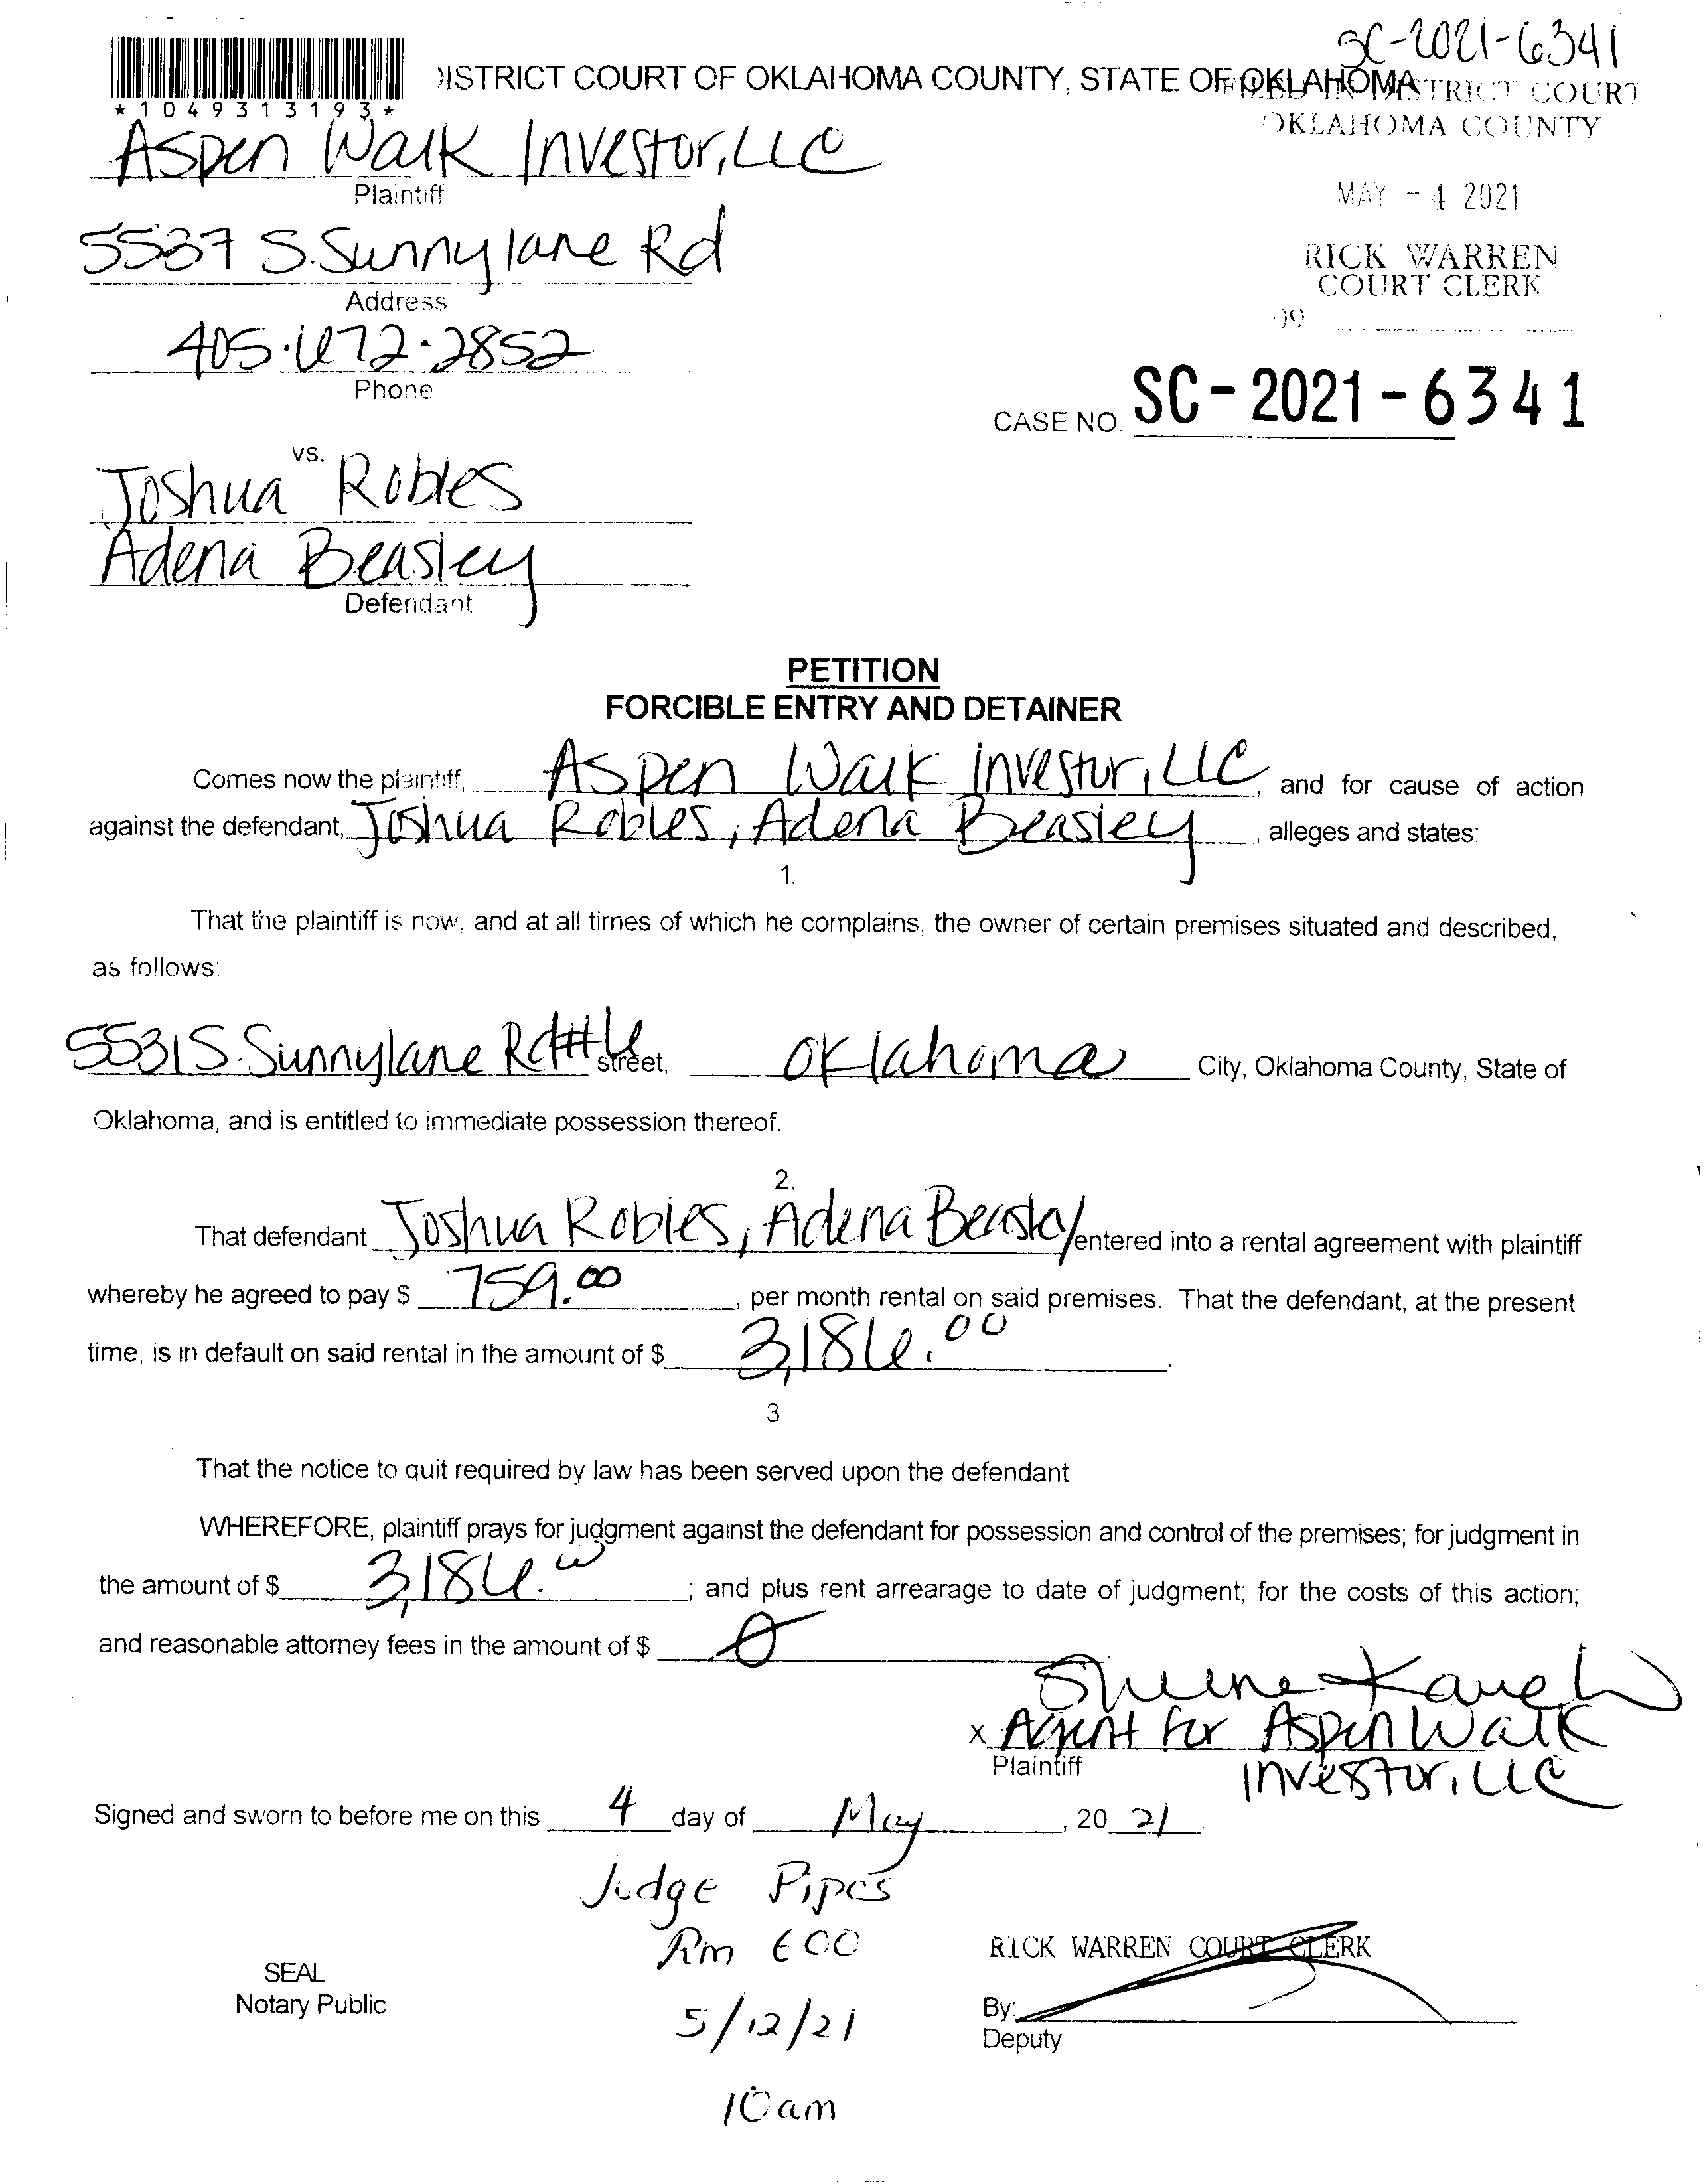 SC-2021-6341
*1049313193*
DISTRICT COURT OF OKLAHOMA COUNTY, STATE OF OKLAHOMA
DISTRICT COURT
OKLAHOMA COUNTY
Aspen Walk Investor, LLC
Plaintiff
MAY - 4 2021
5537 S. Sunnylane Rd
Address
RICK WARREN
COURT CLERK
405.672.2852
Phone
CASE NO. SC-2021-6341
vs.
Joshua Robles
Adena Beasley
Defendant
PETITION
FORCIBLE ENTRY AND DETAINER
Comes now the plaintiff, Aspen Walk Investor, LLC, and for cause of action
against the defendant, Joshua Robles, Adena Beasley, alleges and states:
1.
That the plaintiff is now, and at all times of which he complains, the owner of certain premises situated and described,
as follows:
5531 S. Sunnylane Rd street, Oklahoma City, Oklahoma County, State of
Oklahoma, and is entitled to immediate possession thereof.
2.
That defendant Joshua Robles, Adena Beasley entered into a rental agreement with plaintiff
whereby he agreed to pay $ 759.00, per month rental on said premises. That the defendant, at the present
time, is in default on said rental in the amount of $ 3,186.00.
3
That the notice to quit required by law has been served upon the defendant.
WHEREFORE, plaintiff prays for judgment against the defendant for possession and control of the premises; for judgment in
the amount of $ 3,186.00; and plus rent arrearage to date of judgment; for the costs of this action;
and reasonable attorney fees in the amount of $ 0
x Agent for Aspen Walk
Plaintiff
Investor, LLC
Signed and sworn to before me on this 4 day of May, 20 21
Judge Pipes
Rm 600
RICK WARREN COURT CLERK
SEAL
Notary Public
5/12/21
By:
Deputy
10am